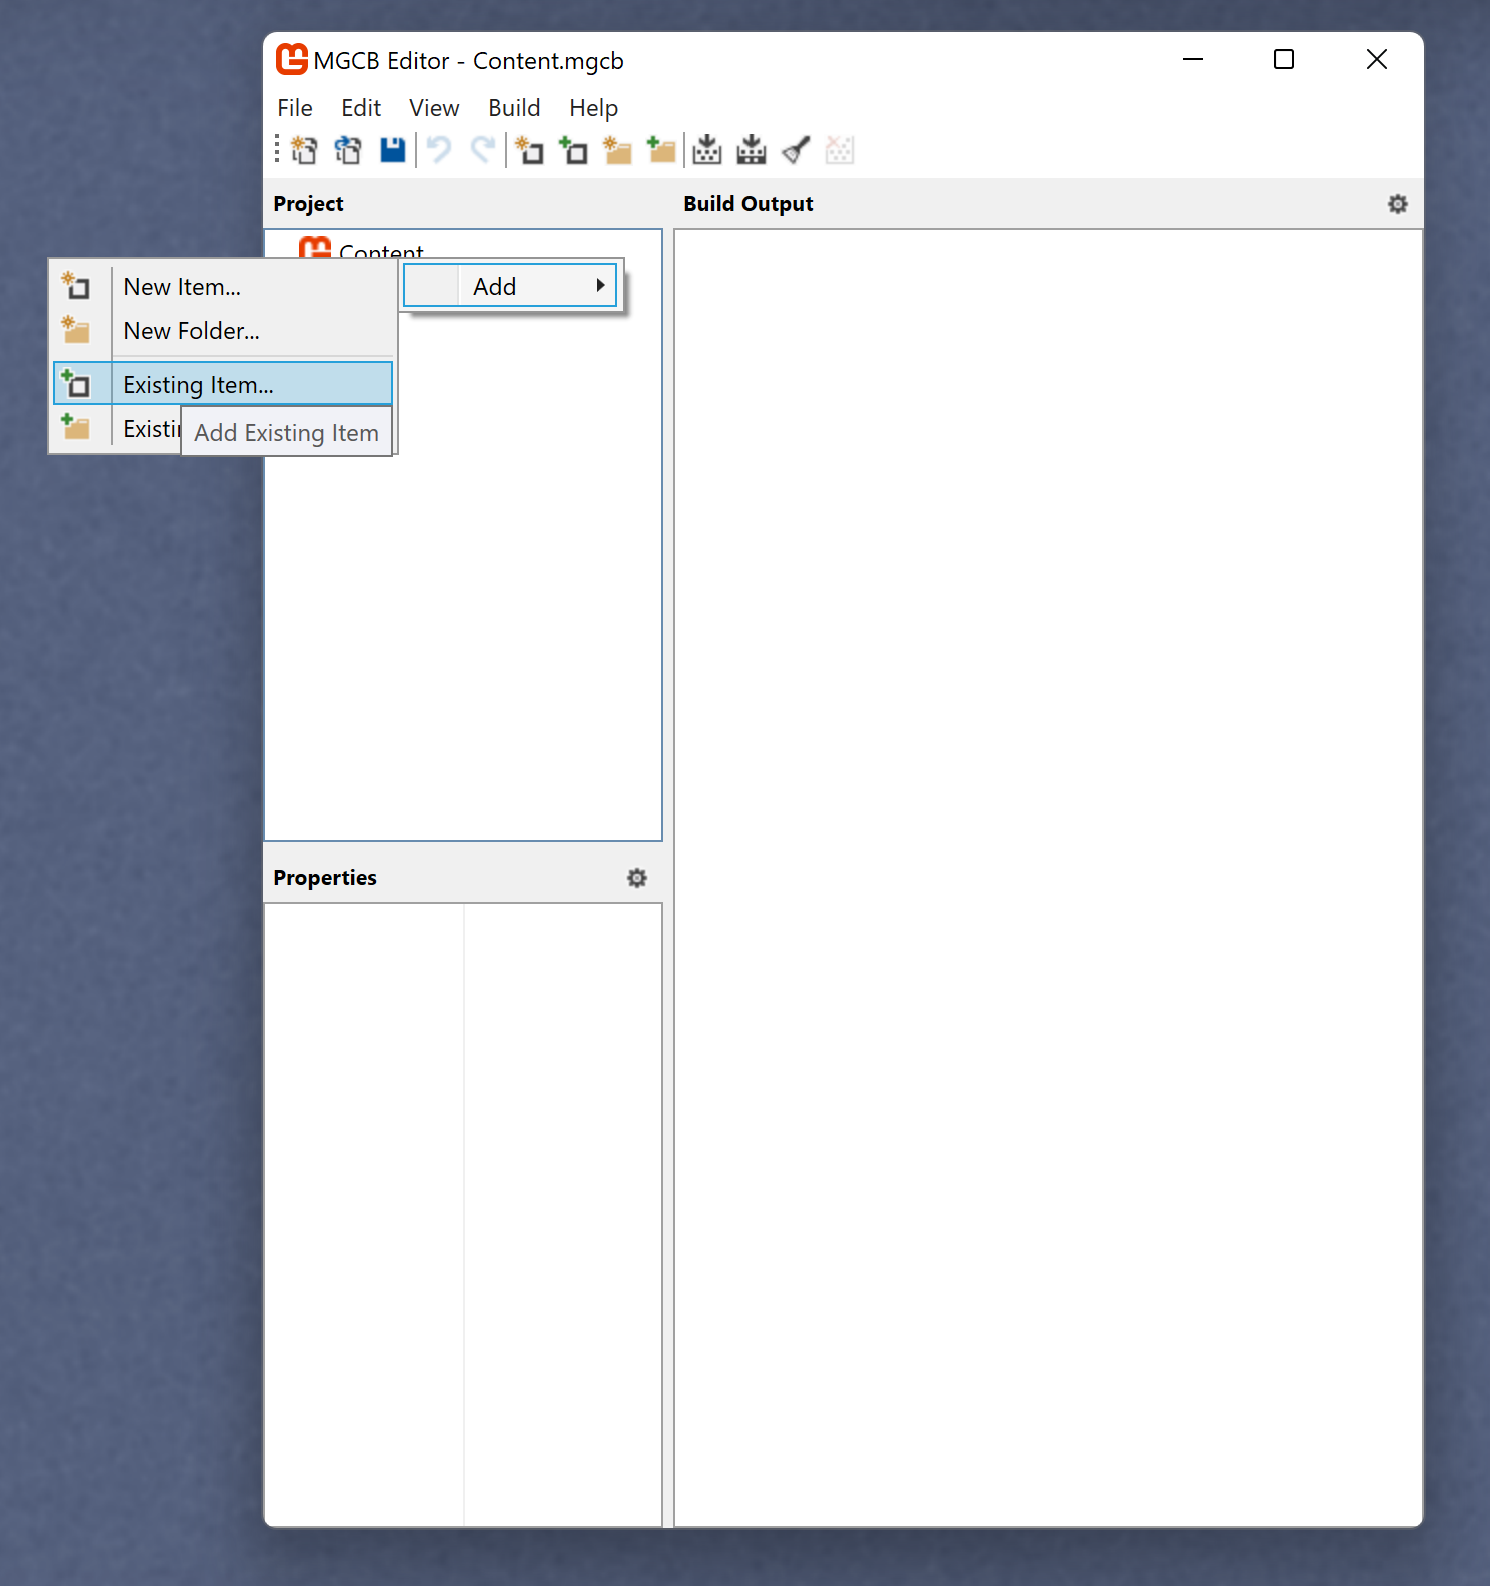 MGCB Editor - Content.mgcb
File Edit View Build Help
Project
Build Output
Content
Add
New Item...
New Folder...
Existing Item...
Add Existing Item
Properties